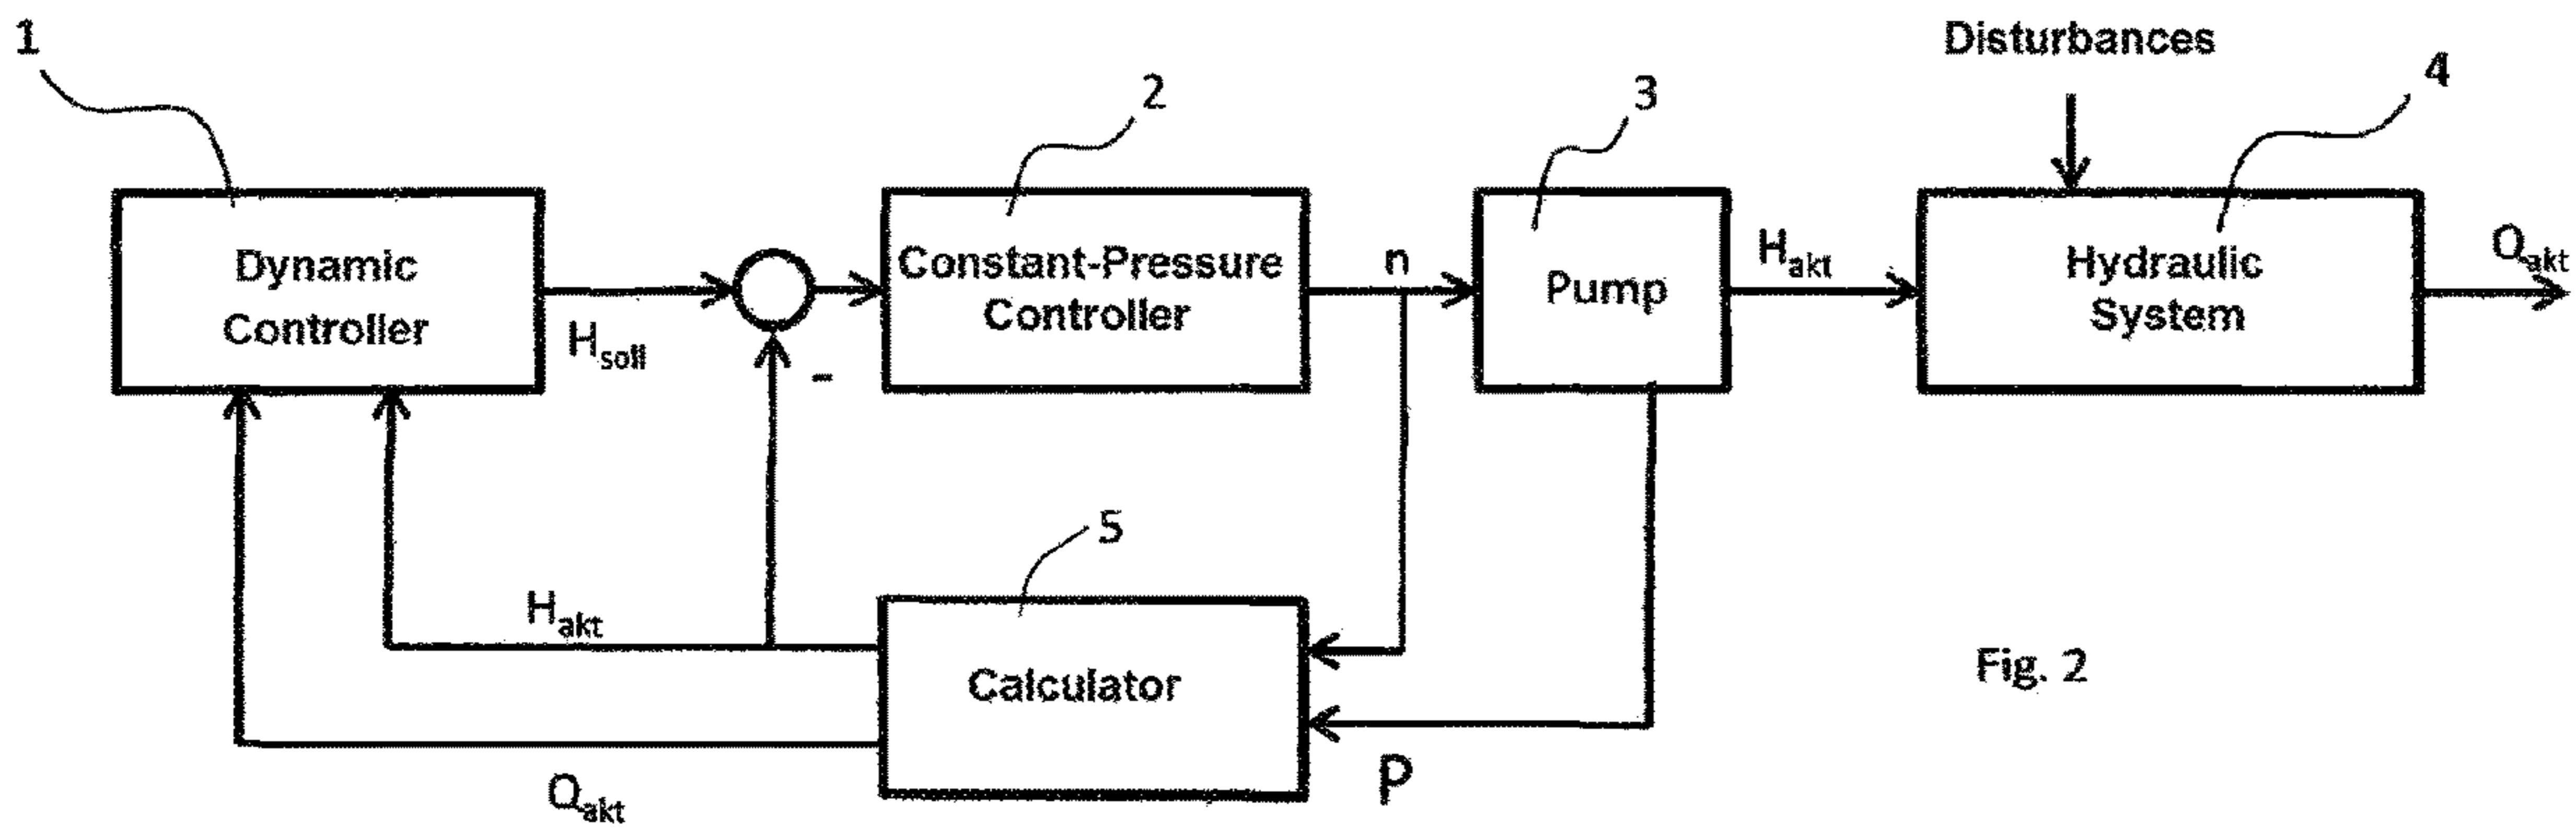 1
Disturbances
2
3
4
Dynamic
Controller
H_soll
-
Constant-Pressure
Controller
n
Pump
H_akt
Hydraulic
System
Q_akt
5
H_akt
Calculator
Q_akt
P
Fig. 2